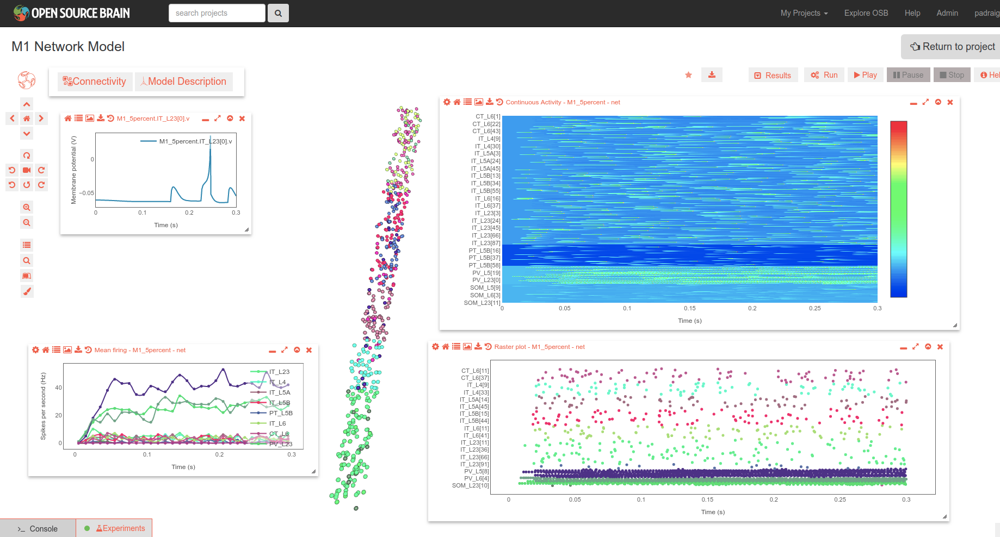 OPEN SOURCE BRAIN
search projects
My Projects
Explore OSB
Help
Admin
padraig
M1 Network Model
Return to project
Connectivity
Model Description
Results
Run
Play
Pause
Stop
Hel
M1_5percent.IT_L23[0].v
M1_5percent.IT_L23[0].v
Membrane potential (V)
0
−0.05
0
0.1
0.2
0.3
Time (s)
Continuous Activity - M1_5percent - net
CT_L6[1]
CT_L6[22]
CT_L6[43]
IT_L4[9]
IT_L4[30]
IT_L5A[3]
IT_L5A[24]
IT_L5A[45]
IT_L5B[13]
IT_L5B[34]
IT_L5B[55]
IT_L6[16]
IT_L6[37]
IT_L23[3]
IT_L23[24]
IT_L23[45]
IT_L23[66]
IT_L23[87]
PT_L5B[16]
PT_L5B[37]
PT_L5B[58]
PV_L5[19]
PV_L23[0]
SOM_L5[9]
SOM_L6[3]
SOM_L23[11]
0
0.05
0.1
0.15
0.2
0.25
0.3
Time (s)
Mean firing - M1_5percent - net
Spikes per second (Hz)
40
20
0
0
0.1
0.2
0.3
Time (s)
IT_L23
IT_L4
IT_L5A
IT_L5B
PT_L5B
IT_L6
CT_L6
PV_L23
Raster plot - M1_5percent - net
CT_L6[11]
CT_L6[37]
IT_L4[9]
IT_L4[33]
IT_L5A[14]
IT_L5A[45]
IT_L5B[15]
IT_L5B[44]
IT_L6[11]
IT_L6[41]
IT_L23[11]
IT_L23[36]
IT_L23[66]
IT_L23[91]
PV_L5[8]
PV_L6[4]
SOM_L23[10]
0
0.05
0.1
0.15
0.2
0.25
0.3
Time (s)
Console
Experiments